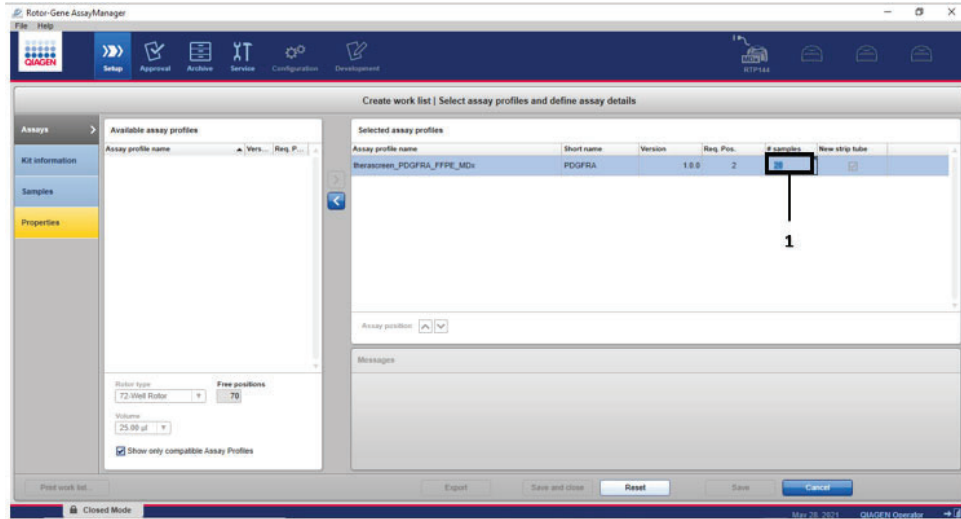 Rotor-Gene AssayManager
File Help
QIAGEN
Setup Approval Archive Service Configuration Development
MDx
RTP144
Create work list | Select assay profiles and define assay details
Assays
Kit information
Samples
Properties
Available assay profiles
Assay profile name Vers... Req. P...
Selected assay profiles
Assay profile name Short name Version Req. Pos. # samples New strip tube
therascreen_PDGFRA_FFPE_MDx PDGFRA 1.0.0 2
1
Assay position
Messages
Rotor type Free positions
72-Well Rotor 70
Volume
25.00 µl
Show only compatible Assay Profiles
Print work list... Export Save and close Reset Save Cancel
Closed Mode May 28, 2021 QIAGEN Operator